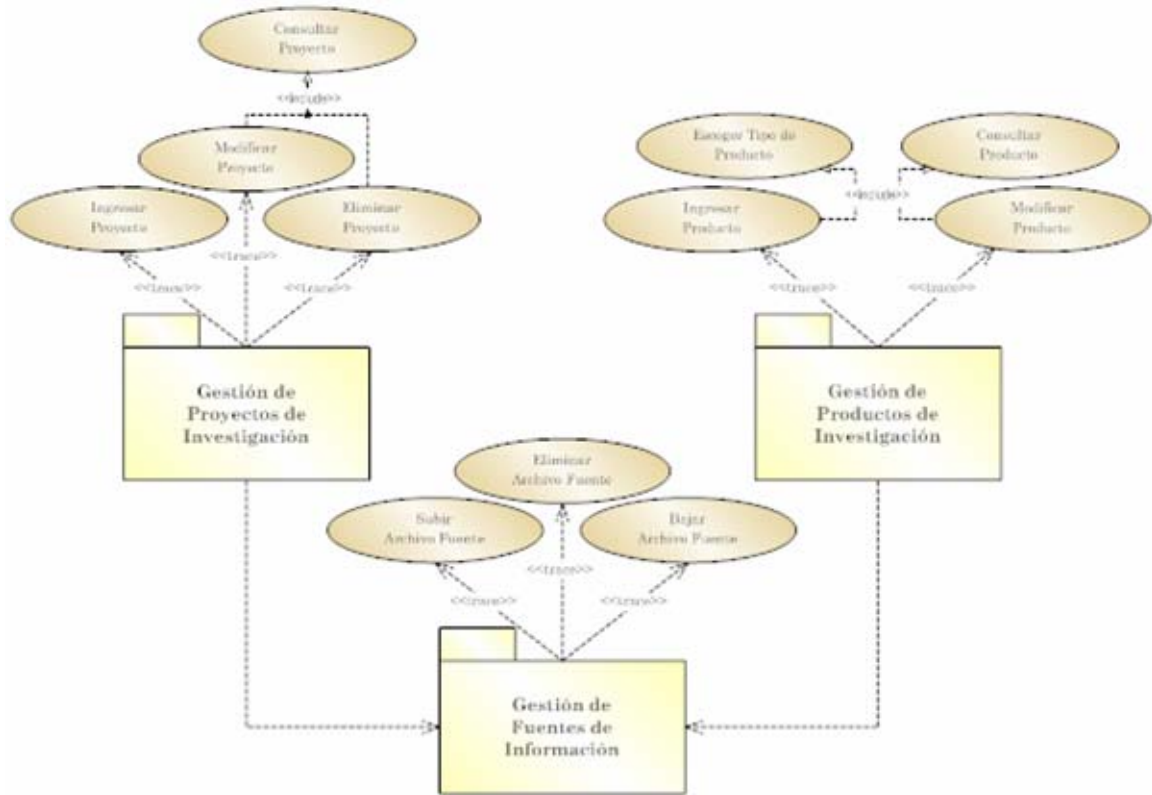 Consultar
Proyecto
<<include>>
Modificar
Proyecto
Ingresar
Proyecto
Eliminar
Proyecto
<<trace>>
<<trace>>
<<trace>>
Gestión de
Proyectos de
Investigación
Escoger Tipo de
Producto
Consultar
Producto
<<include>>
Ingresar
Producto
Modificar
Producto
<<trace>>
<<trace>>
Gestión de
Productos de
Investigación
Eliminar
Archivo Fuente
Subir
Archivo Fuente
Bajar
Archivo Fuente
<<trace>>
<<trace>>
<<trace>>
Gestión de
Fuentes de
Información